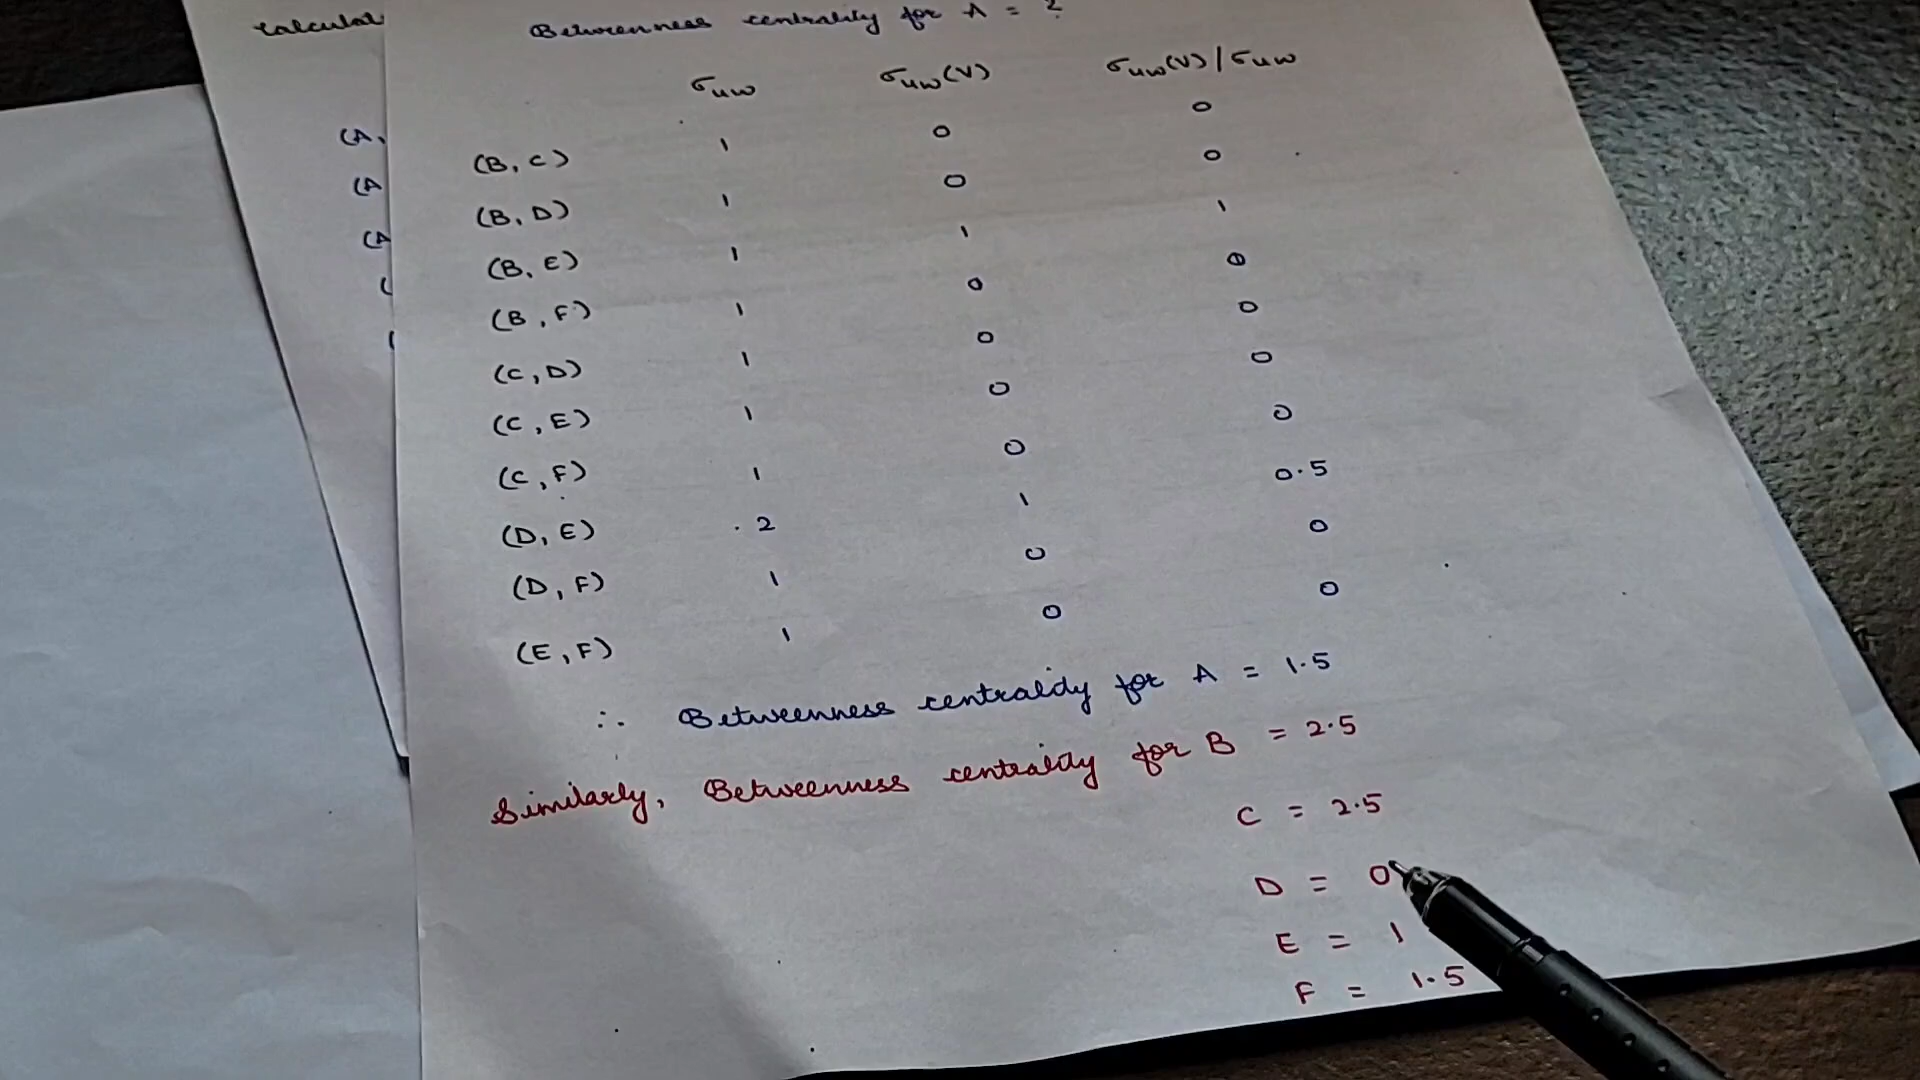 Calculat
Betweenness centrality for A = ?
σuw σuw(v) σuw(v)/σuw
(A,
(B, C) 1 0 0
(A
(B, D) 1 0 0
(A
(B, E) 1 1 1
(
(B, F) 1 0 0
(
(C, D) 1 0 0
(C, E) 1 0 0
(C, F) 1 0 0
(D, E) 2 1 0.5
(D, F) 1 0 0
(E, F) 1 0 0
∴ Betweenness centrality for A = 1.5
Similarly, Betweenness centrality for B = 2.5
C = 2.5
D = 0
E = 1
F = 1.5